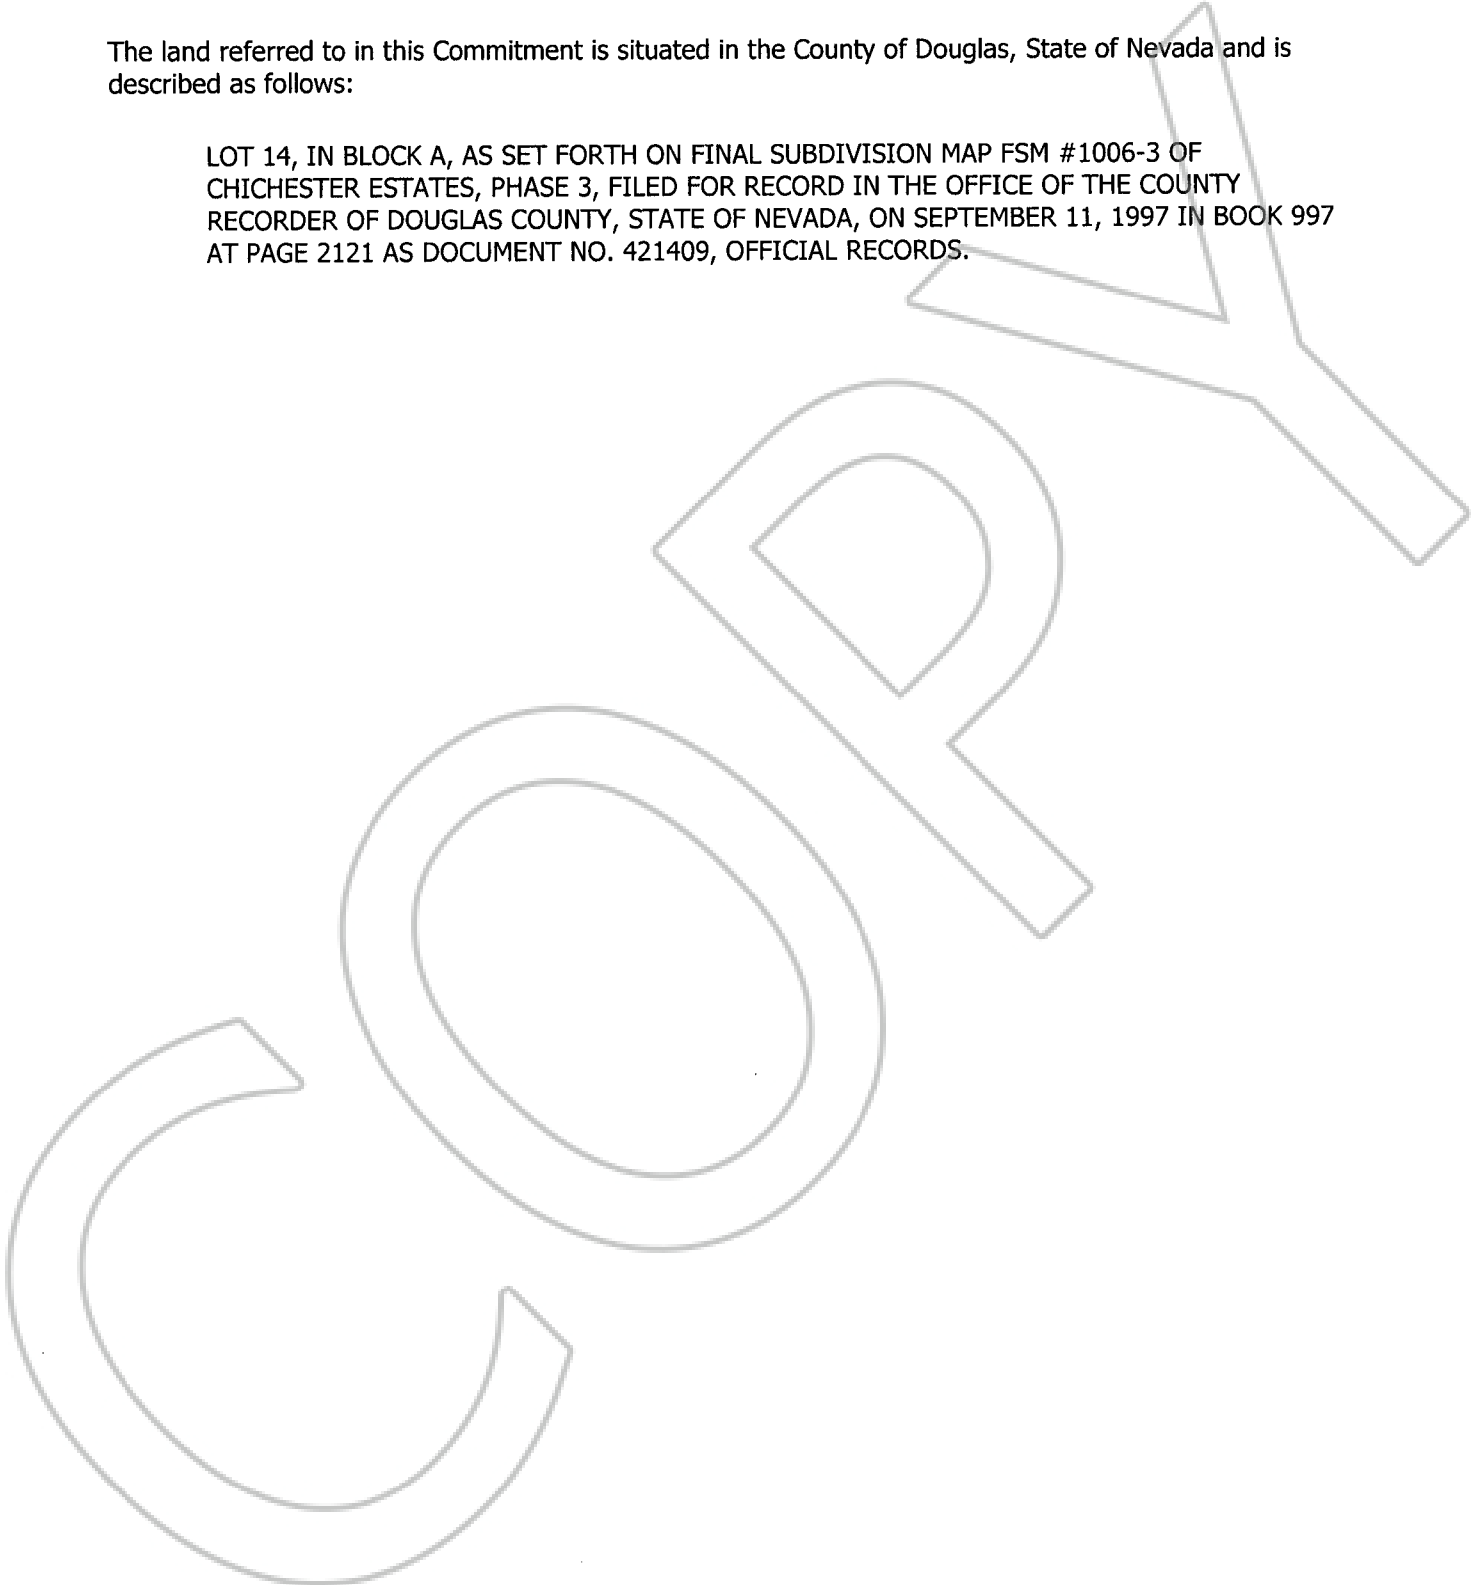 The land referred to in this Commitment is situated in the County of Douglas, State of Nevada and is
described as follows:
LOT 14, IN BLOCK A, AS SET FORTH ON FINAL SUBDIVISION MAP FSM #1006-3 OF
CHICHESTER ESTATES, PHASE 3, FILED FOR RECORD IN THE OFFICE OF THE COUNTY
RECORDER OF DOUGLAS COUNTY, STATE OF NEVADA, ON SEPTEMBER 11, 1997 IN BOOK 997
AT PAGE 2121 AS DOCUMENT NO. 421409, OFFICIAL RECORDS.
COPY